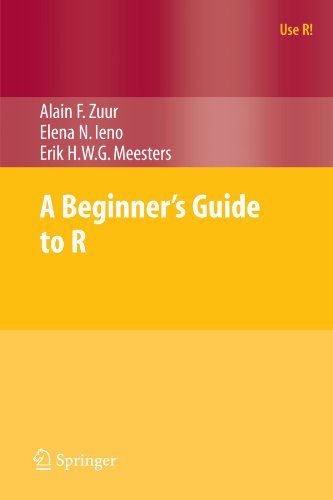 Use R!
Alain F. Zuur
Elena N. Ieno
Erik H.W.G. Meesters
A Beginner's Guide
to R
Springer